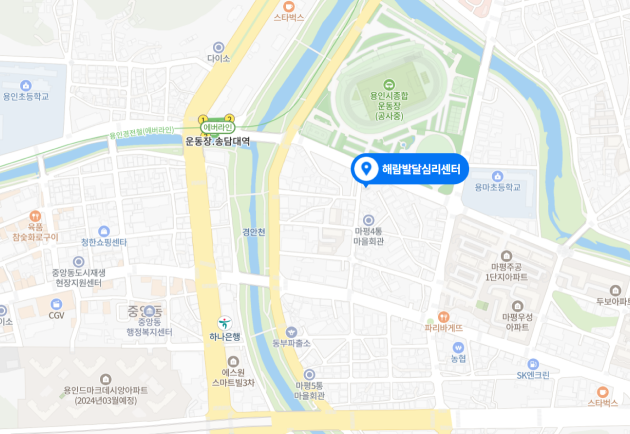 스타벅스
다이소
용인초등학교
용인시종합
운동장
(공사중)
1
2
에버라인
용인경전철(에버라인)
운동장.송담대역
해람발달심리센터
용마초등학교
육품
참숯화로구이
청한쇼핑센타
경안천
마평4통
마을회관
중앙동도시재생
현장지원센터
마평주공
1단지아파트
두보아파트
이소
CGV
중앙동
중앙동
행정복지센터
하나은행
동부파출소
마평우성
아파트
파리바게뜨
농협
SK엔크린
에스원
스마트빌3차
마평5통
마을회관
용인드마크데시앙아파트
(2024년03월예정)
스타벅스